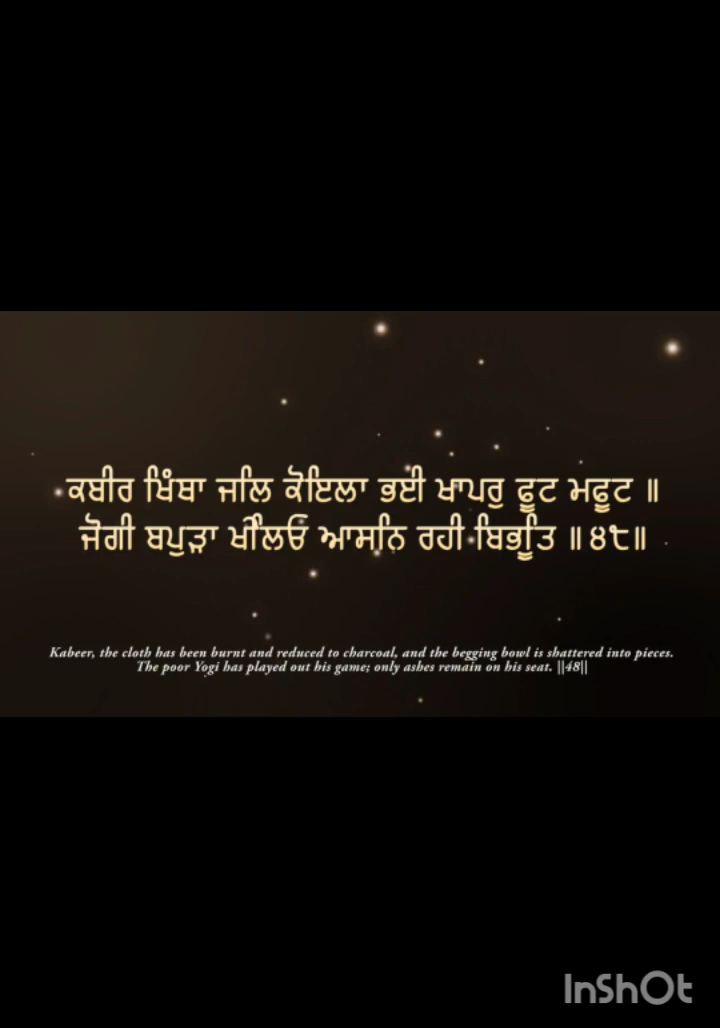 ਕਬੀਰ ਖਿੰਥਾ ਜਲਿ ਕੋਇਲਾ ਭਈ ਖਾਪਰੁ ਫੂਟ ਮਫੂਟ ॥
ਜੋਗੀ ਬਪੁੜਾ ਖੇਲਿਓ ਆਸਨਿ ਰਹੀ ਬਿਭੂਤਿ ॥੪੮॥
Kabeer, the cloth has been burnt and reduced to charcoal, and the begging bowl is shattered into pieces.
The poor Yogi has played out his game; only ashes remain on his seat. ||48||
InShOt